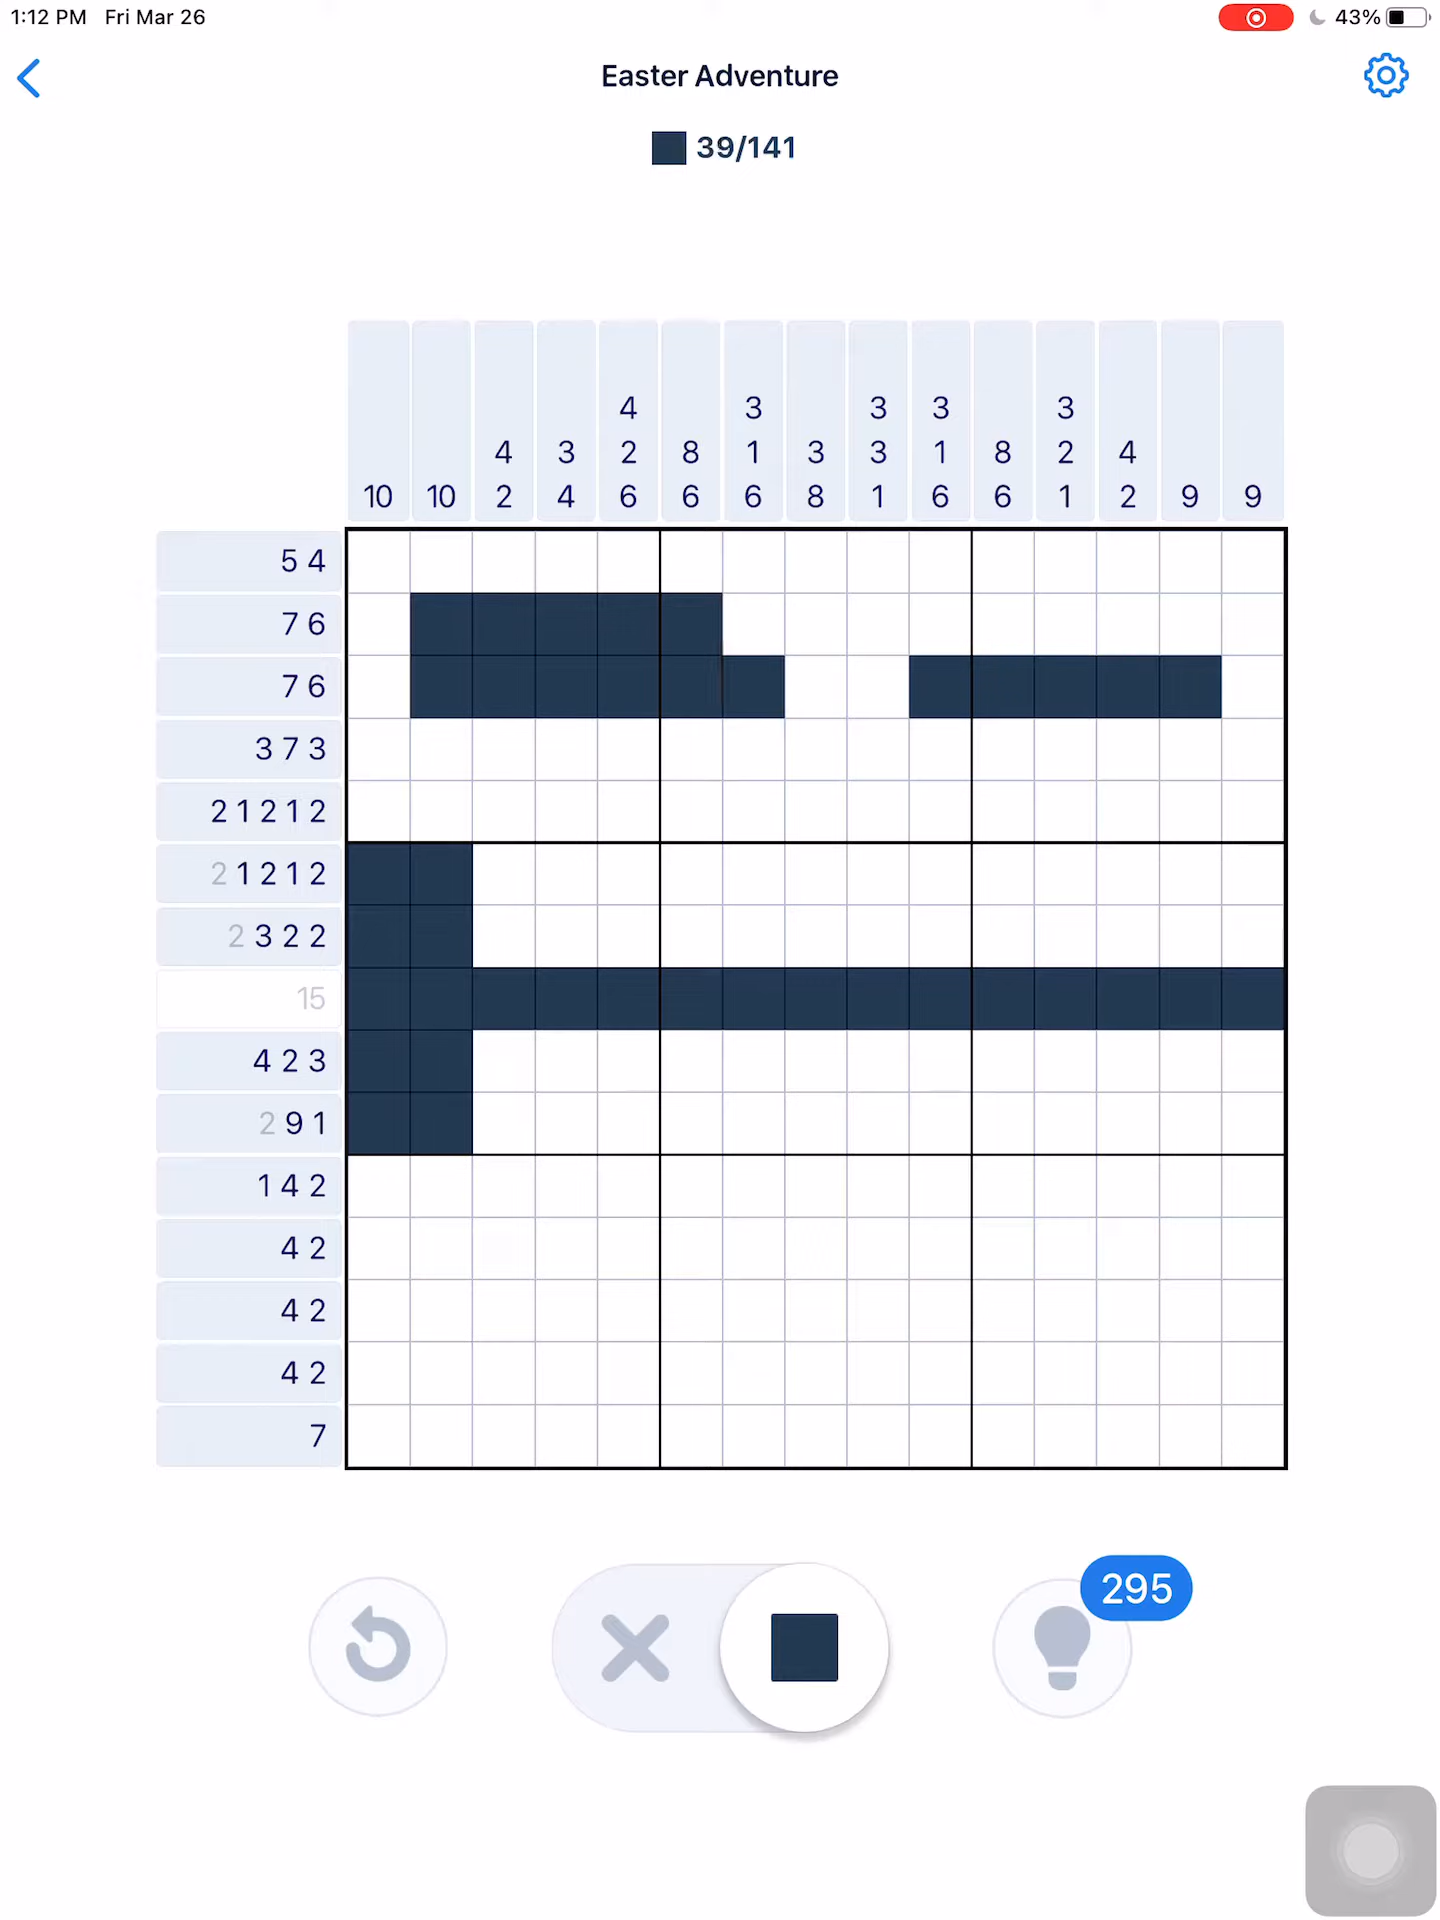 1:12 PM Fri Mar 26 43%
Easter Adventure
39/141
4 3 3 3 3
4 3 2 8 1 3 3 1 8 2 4
10 10 2 4 6 6 6 8 1 6 6 1 2 9 9
5 4
7 6
7 6
3 7 3
2 1 2 1 2
2 1 2 1 2
2 3 2 2
15
4 2 3
2 9 1
1 4 2
4 2
4 2
4 2
7
295